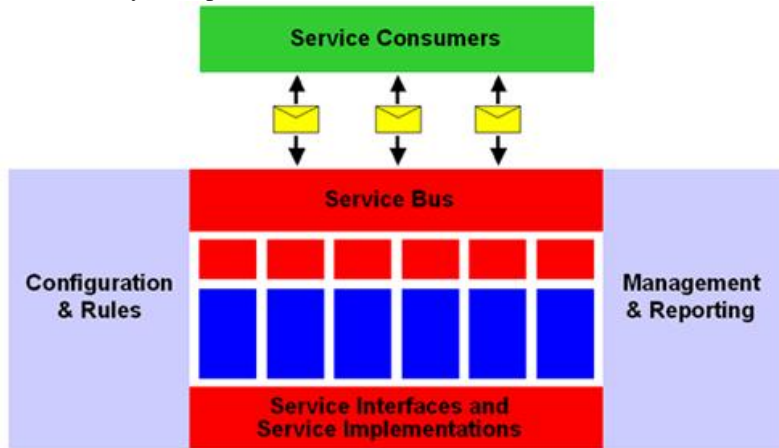 Service Consumers
Service Bus
Configuration
& Rules
Management
& Reporting
Service Interfaces and
Service Implementations